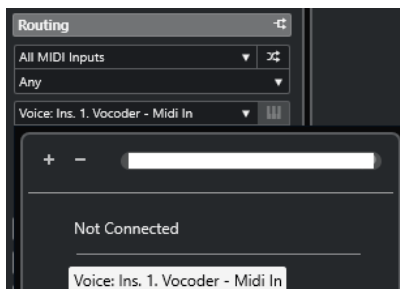 Routing
All MIDI Inputs
Any
Voice: Ins. 1. Vocoder - Midi In
+ −
Not Connected
Voice: Ins. 1. Vocoder - Midi In